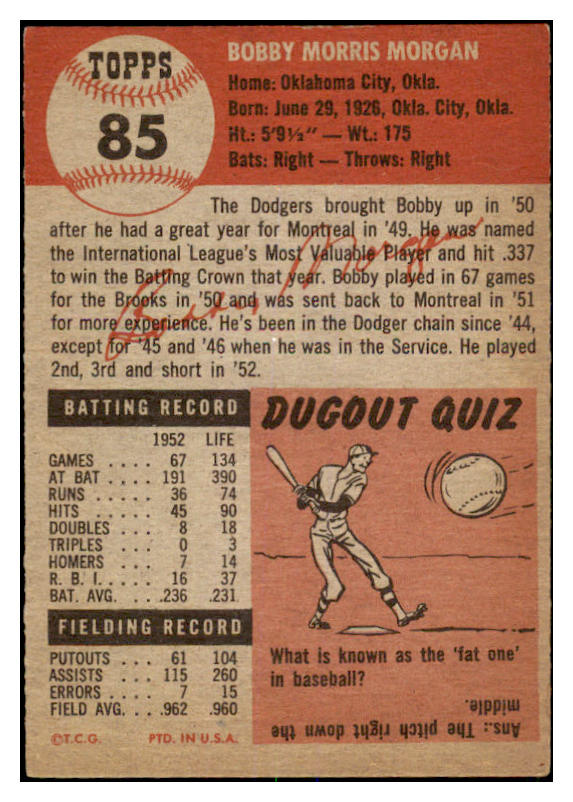 TOPPS
85
BOBBY MORRIS MORGAN
Home: Oklahoma City, Okla.
Born: June 29, 1926, Okla. City, Okla.
Ht.: 5'9½" — Wt.: 175
Bats: Right — Throws: Right
The Dodgers brought Bobby up in '50
after he had a great year for Montreal in '49. He was named
the International League's Most Valuable Player and hit .337
to win the Batting Crown that year. Bobby played in 67 games
for the Brooks in '50 and was sent back to Montreal in '51
for more experience. He's been in the Dodger chain since '44,
except for '45 and '46 when he was in the Service. He played
2nd, 3rd and short in '52.
Bobby Morgan
BATTING RECORD
1952 LIFE
GAMES .... 67 134
AT BAT .... 191 390
RUNS ..... 36 74
HITS ..... 45 90
DOUBLES ... 8 18
TRIPLES ... 0 3
HOMERS ... 7 14
R. B. I. .... 16 37
BAT. AVG. ... .236 .231
FIELDING RECORD
PUTOUTS ... 61 104
ASSISTS ... 115 260
ERRORS .... 7 15
FIELD AVG. .. .962 .960
©T.C.G. PTD. IN U.S.A.
DUGOUT QUIZ
What is known as the 'fat one'
in baseball?
Ans.: The pitch right down the
middle.